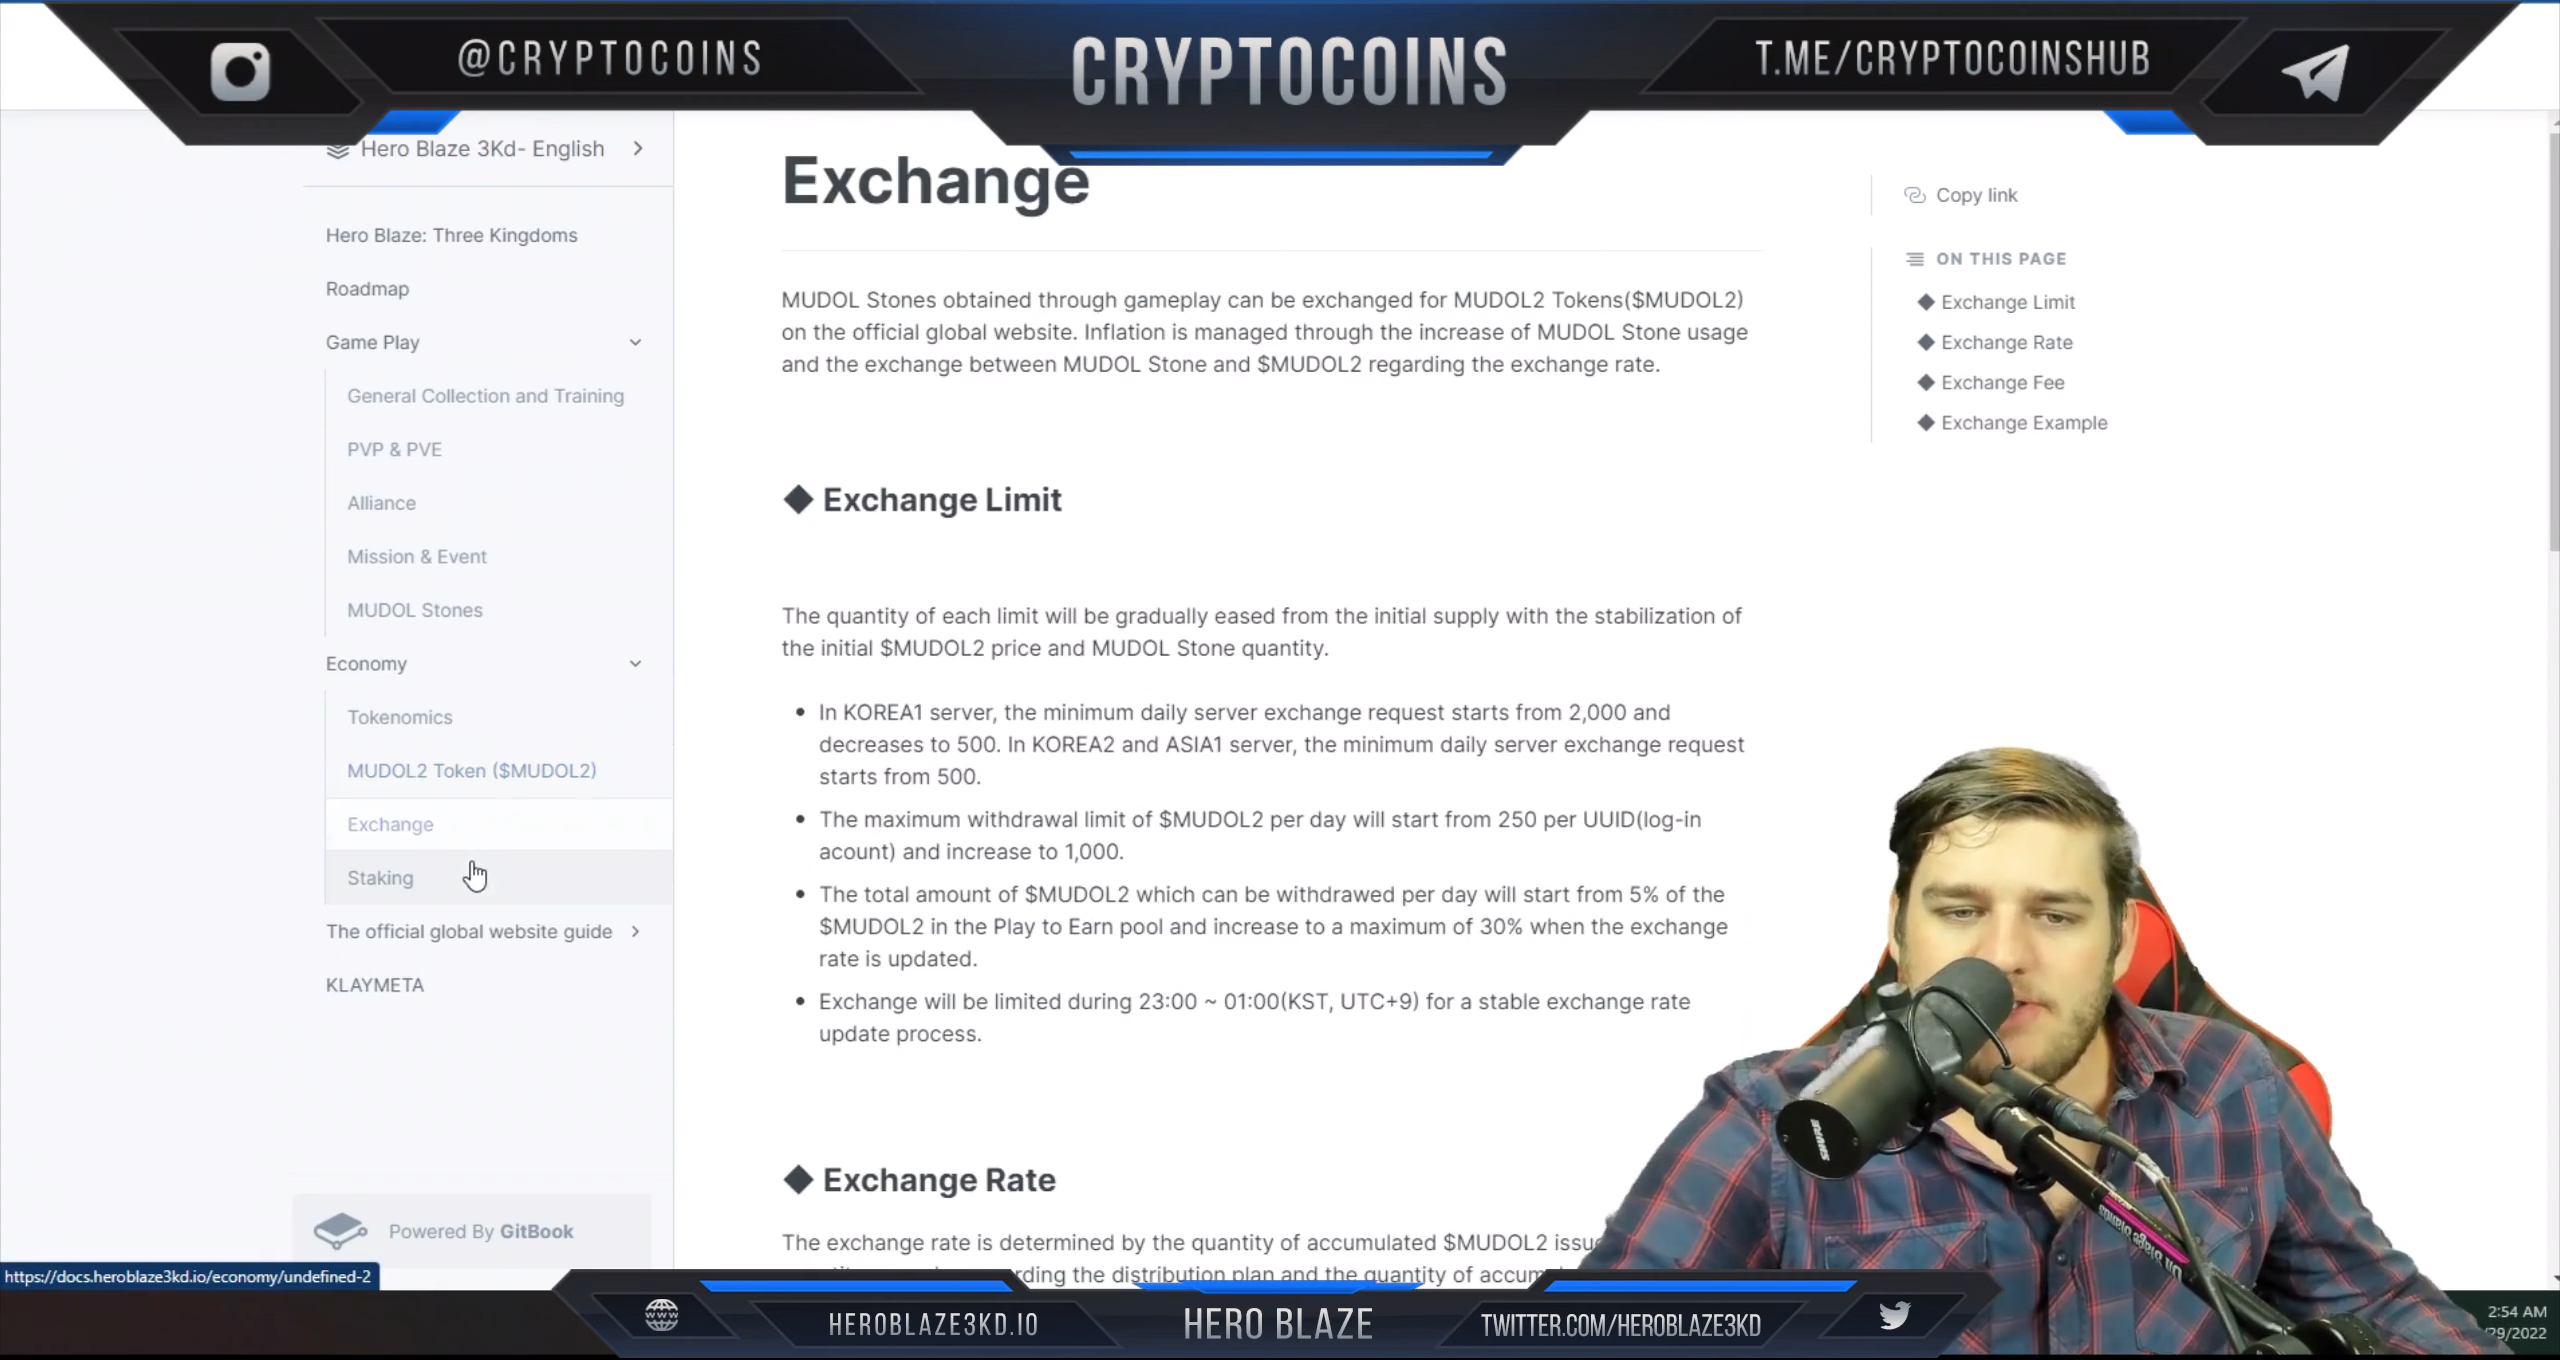 @CRYPTOCOINS
CRYPTOCOINS
T.ME/CRYPTOCOINSHUB
Hero Blaze 3Kd- English
Hero Blaze: Three Kingdoms
Roadmap
Game Play
General Collection and Training
PVP & PVE
Alliance
Mission & Event
MUDOL Stones
Economy
Tokenomics
MUDOL2 Token ($MUDOL2)
Exchange
Staking
The official global website guide
KLAYMETA
Powered By GitBook
https://docs.heroblaze3kd.io/economy/undefined-2
Exchange
MUDOL Stones obtained through gameplay can be exchanged for MUDOL2 Tokens($MUDOL2)
on the official global website. Inflation is managed through the increase of MUDOL Stone usage
and the exchange between MUDOL Stone and $MUDOL2 regarding the exchange rate.
◆ Exchange Limit
The quantity of each limit will be gradually eased from the initial supply with the stabilization of
the initial $MUDOL2 price and MUDOL Stone quantity.
• In KOREA1 server, the minimum daily server exchange request starts from 2,000 and
decreases to 500. In KOREA2 and ASIA1 server, the minimum daily server exchange request
starts from 500.
• The maximum withdrawal limit of $MUDOL2 per day will start from 250 per UUID(log-in
acount) and increase to 1,000.
• The total amount of $MUDOL2 which can be withdrawed per day will start from 5% of the
$MUDOL2 in the Play to Earn pool and increase to a maximum of 30% when the exchange
rate is updated.
• Exchange will be limited during 23:00 ~ 01:00(KST, UTC+9) for a stable exchange rate
update process.
◆ Exchange Rate
The exchange rate is determined by the quantity of accumulated $MUDOL2
the distribution plan and the quantity of
Copy link
ON THIS PAGE
◆ Exchange Limit
◆ Exchange Rate
◆ Exchange Fee
◆ Exchange Example
SHURE
HEROBLAZE3KD.IO
HERO BLAZE
TWITTER.COM/HEROBLAZE3KD
2:54 AM
/29/2022